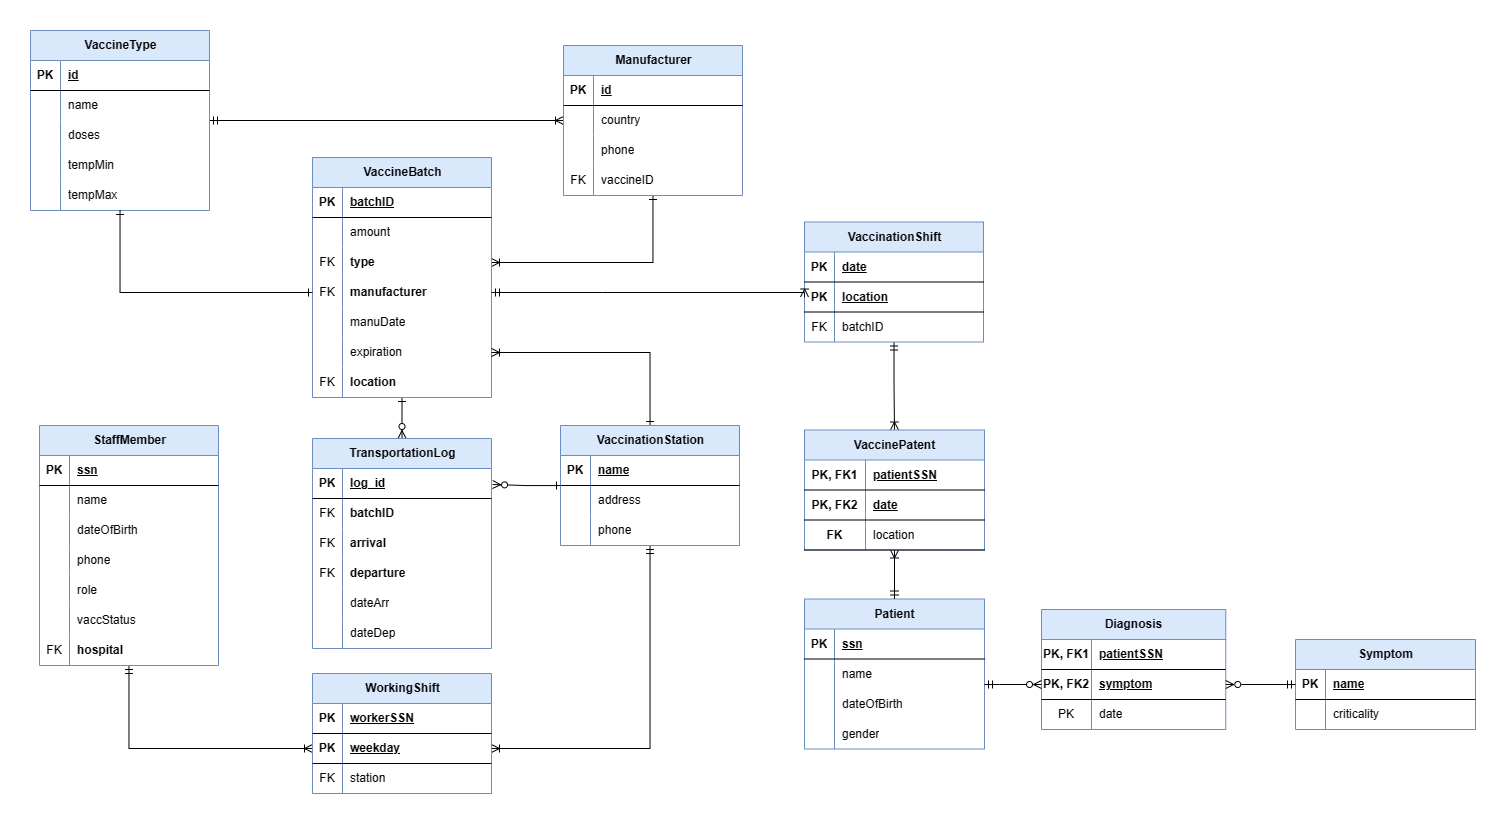 VaccineType
PK id
name
doses
tempMin
tempMax
Manufacturer
PK id
country
phone
FK vaccineID
VaccineBatch
PK batchID
amount
FK type
FK manufacturer
manuDate
expiration
FK location
VaccinationShift
PK date
PK location
FK batchID
StaffMember
PK ssn
name
dateOfBirth
phone
role
vaccStatus
FK hospital
TransportationLog
PK log_id
FK batchID
FK arrival
FK departure
dateArr
dateDep
VaccinationStation
PK name
address
phone
VaccinePatent
PK, FK1 patientSSN
PK, FK2 date
FK location
WorkingShift
PK workerSSN
PK weekday
FK station
Patient
PK ssn
name
dateOfBirth
gender
Diagnosis
PK, FK1 patientSSN
PK, FK2 symptom
PK date
Symptom
PK name
criticality